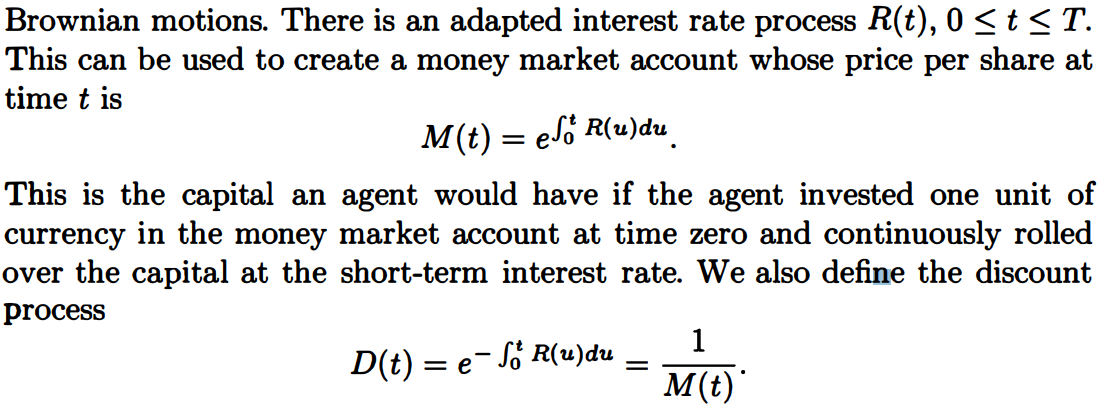 Brownian motions. There is an adapted interest rate process R(t), 0 ≤ t ≤ T.
This can be used to create a money market account whose price per share at
time t is
M(t) = e^{∫_0^t R(u)du}.
This is the capital an agent would have if the agent invested one unit of
currency in the money market account at time zero and continuously rolled
over the capital at the short-term interest rate. We also define the discount
process
D(t) = e^{-∫_0^t R(u)du} = \frac{1}{M(t)}.